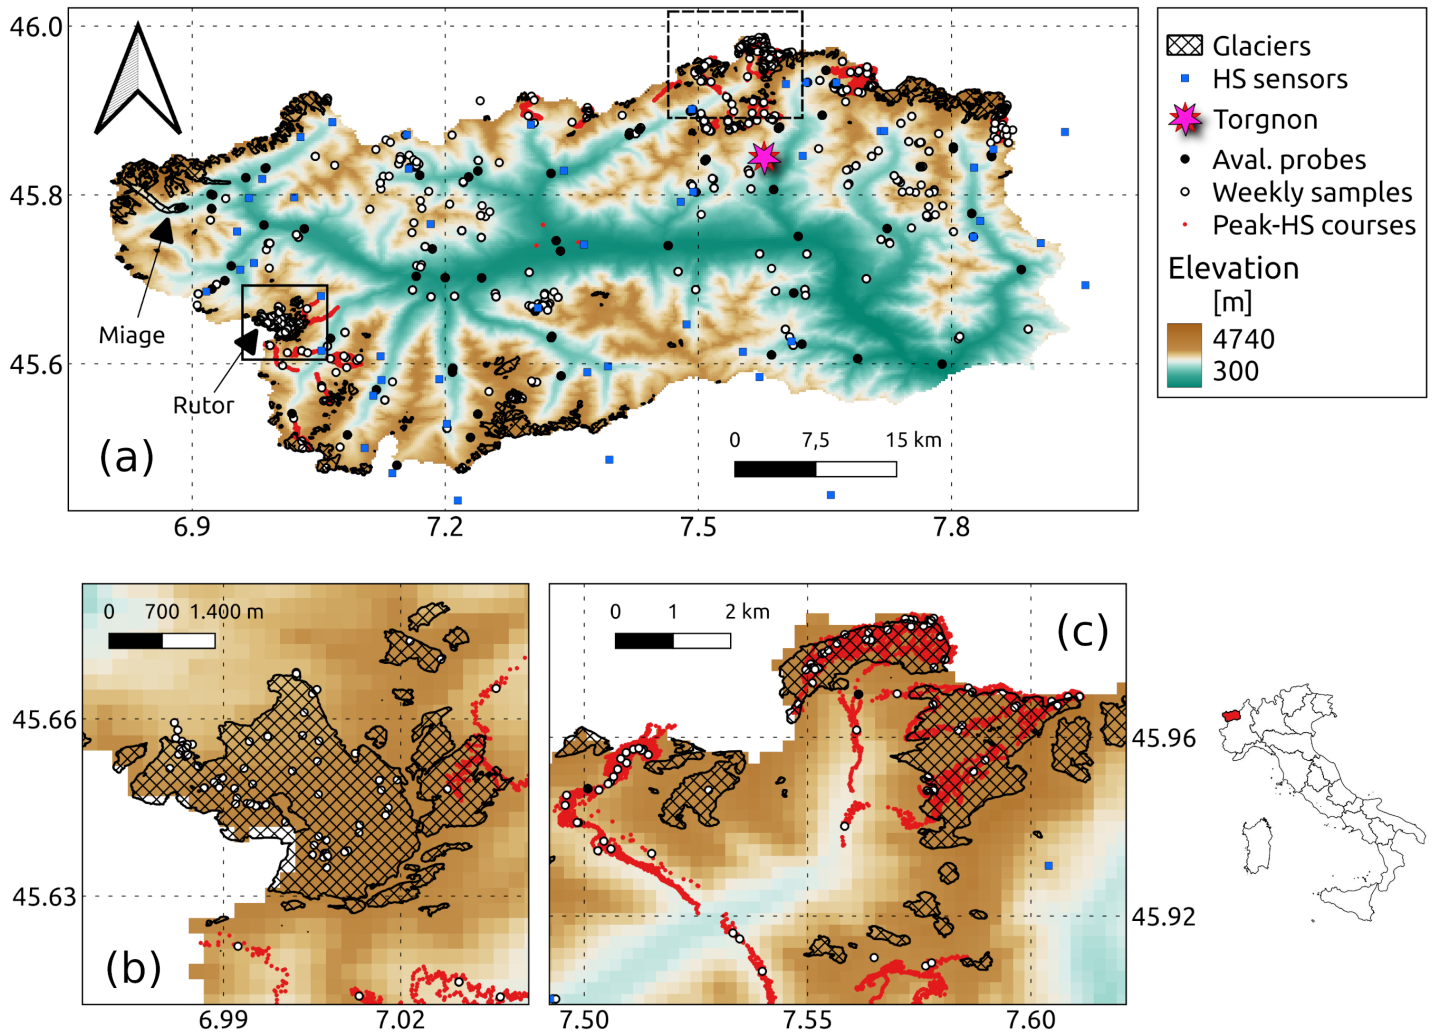 46.0
45.8
45.6
6.9
7.2
7.5
7.8
Miage
Rutor
(a)
0 7,5 15 km
Glaciers
HS sensors
Torgnon
Aval. probes
Weekly samples
Peak-HS courses
Elevation
[m]
4740
300
0 700 1.400 m
45.66
45.63
(b)
6.99
7.02
0 1 2 km
(c)
45.96
45.92
7.50
7.55
7.60